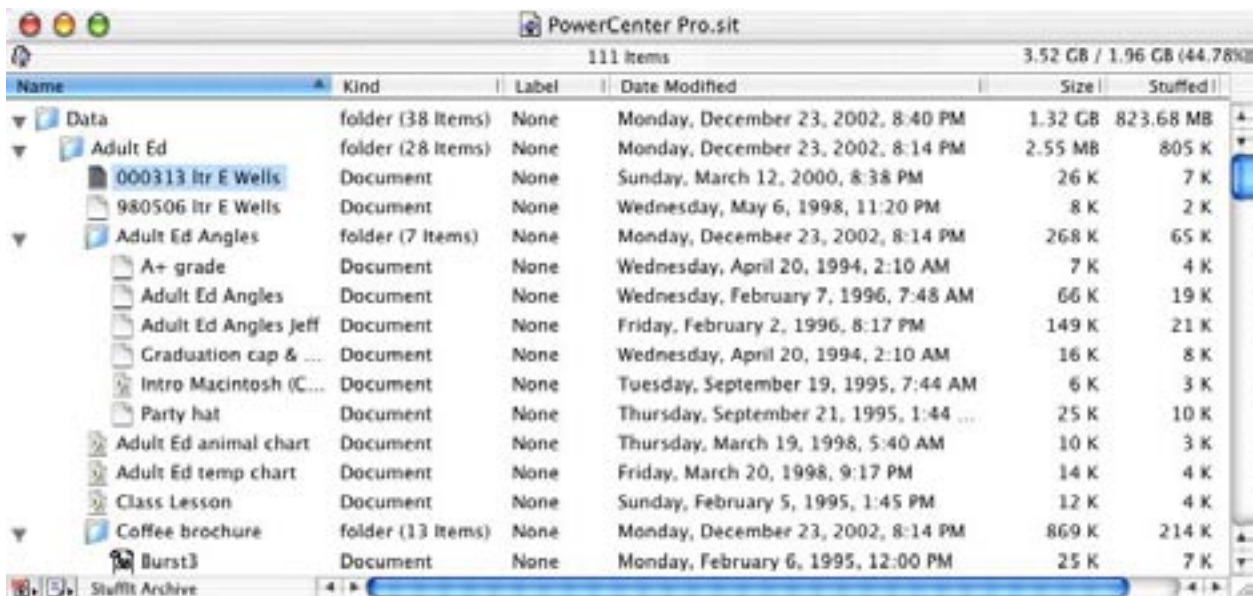 PowerCenter Pro.sit
111 Items 3.52 GB / 1.96 GB (44.78%)
Name Kind Label Date Modified Size Stuffed
Data folder (38 Items) None Monday, December 23, 2002, 8:40 PM 1.32 GB 823.68 MB
Adult Ed folder (28 Items) None Monday, December 23, 2002, 8:14 PM 2.55 MB 805 K
000313 ltr E Wells Document None Sunday, March 12, 2000, 8:38 PM 26 K 7 K
980506 ltr E Wells Document None Wednesday, May 6, 1998, 11:20 PM 8 K 2 K
Adult Ed Angles folder (7 Items) None Monday, December 23, 2002, 8:14 PM 268 K 65 K
A+ grade Document None Wednesday, April 20, 1994, 2:10 AM 7 K 4 K
Adult Ed Angles Document None Wednesday, February 7, 1996, 7:48 AM 66 K 19 K
Adult Ed Angles Jeff Document None Friday, February 2, 1996, 8:17 PM 149 K 21 K
Graduation cap & ... Document None Wednesday, April 20, 1994, 2:10 AM 16 K 8 K
Intro Macintosh (C... Document None Tuesday, September 19, 1995, 7:44 AM 6 K 3 K
Party hat Document None Thursday, September 21, 1995, 1:44 ... 25 K 10 K
Adult Ed animal chart Document None Thursday, March 19, 1998, 5:40 AM 10 K 3 K
Adult Ed temp chart Document None Friday, March 20, 1998, 9:17 PM 14 K 4 K
Class Lesson Document None Sunday, February 5, 1995, 1:45 PM 12 K 4 K
Coffee brochure folder (13 Items) None Monday, December 23, 2002, 8:14 PM 869 K 214 K
Burst3 Document None Monday, February 6, 1995, 12:00 PM 25 K 7 K
StuffIt Archive